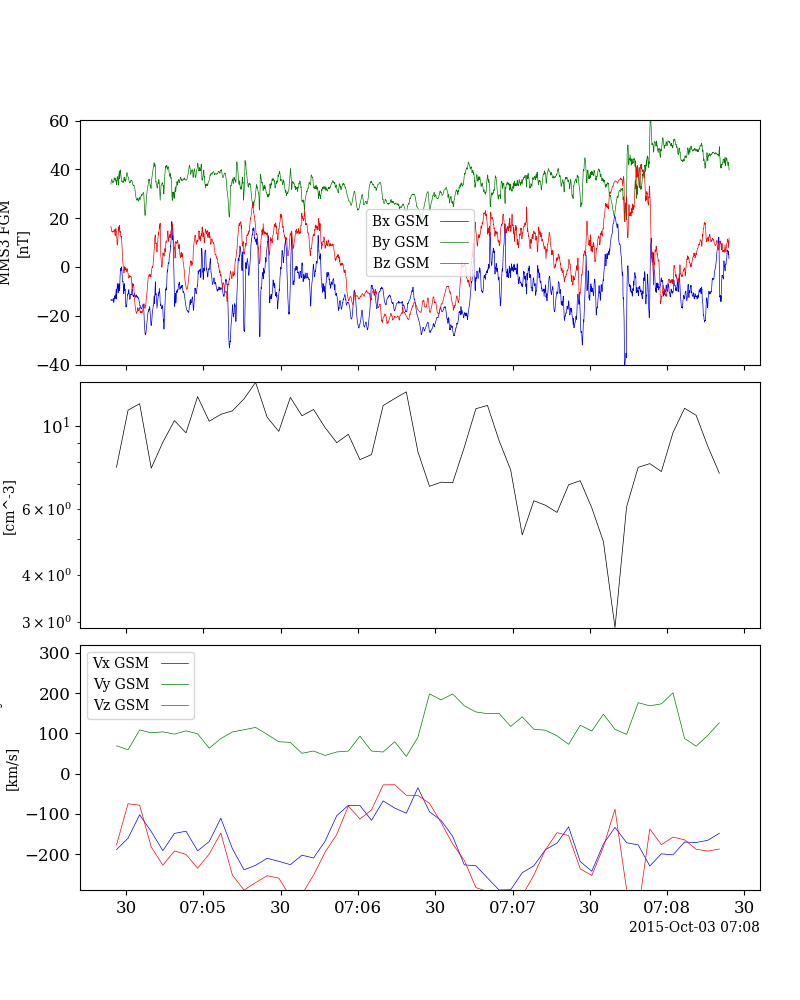 60
40
20
0
−20
−40
MMS3 FGM
[nT]
Bx GSM
By GSM
Bz GSM
10¹
6 × 10⁰
4 × 10⁰
3 × 10⁰
[cm^-3]
300
200
100
0
−100
−200
[km/s]
Vx GSM
Vy GSM
Vz GSM
30 07:05 30 07:06 30 07:07 30 07:08 30
2015-Oct-03 07:08